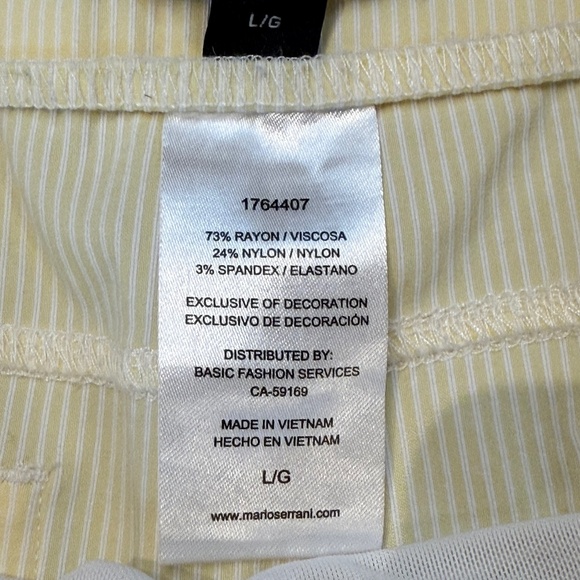 L/G
1764407
73% RAYON / VISCOSA
24% NYLON / NYLON
3% SPANDEX / ELASTANO
EXCLUSIVE OF DECORATION
EXCLUSIVO DE DECORACIÓN
DISTRIBUTED BY:
BASIC FASHION SERVICES
CA-59169
MADE IN VIETNAM
HECHO EN VIETNAM
L/G
www.marioserrani.com